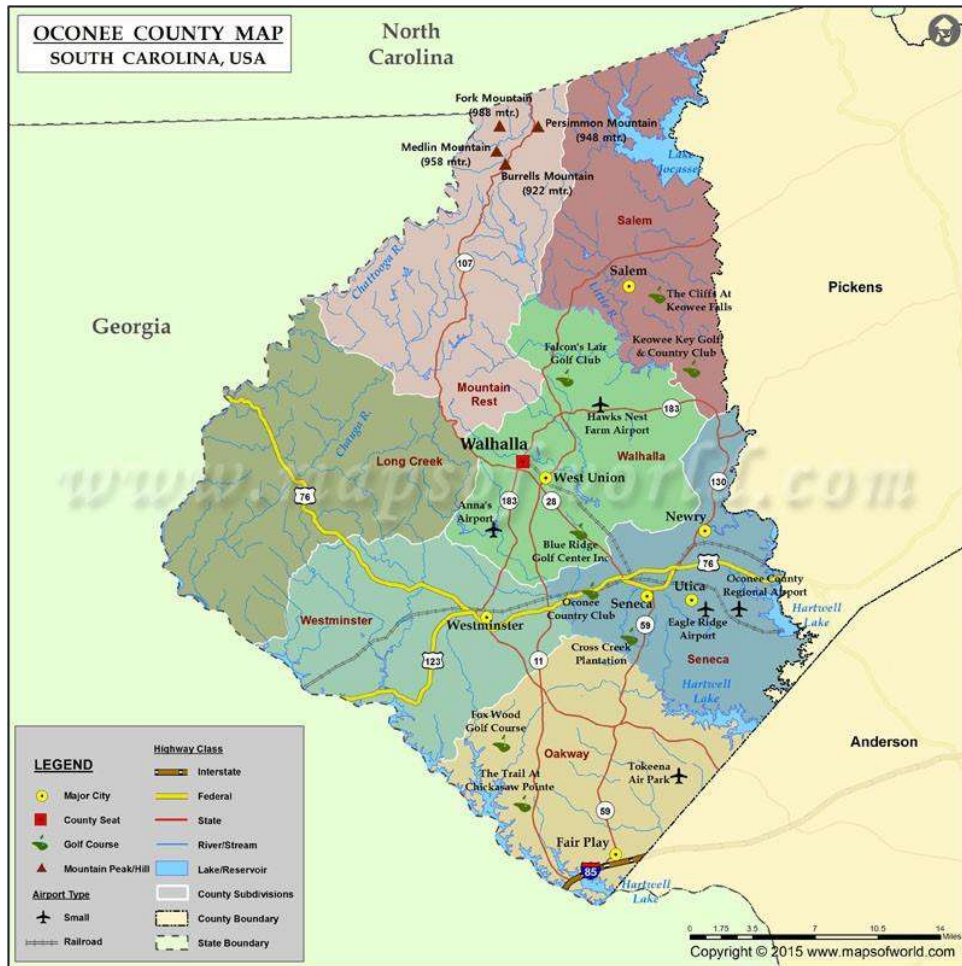 OCONEE COUNTY MAP
SOUTH CAROLINA, USA
North
Carolina
Fork Mountain
(988 mtr.)
Persimmon Mountain
(948 mtr.)
Medlin Mountain
(958 mtr.)
Burrells Mountain
(922 mtr.)
Lake
Jocassee
Salem
Chattooga R.
107
Salem
Little R.
The Cliffs At
Keowee Falls
Pickens
Georgia
Falcon's Lair
Golf Club
Keowee Key Golf
& Country Club
Mountain
Rest
Hawks Nest
Farm Airport
183
Chauga R.
Walhalla
Long Creek
Walhalla
West Union
www.mapsofworld.com
76
183
28
130
Anna's
Airport
Newry
Blue Ridge
Golf Center Inc
76
Oconee County
Regional Airport
Utica
Seneca
Oconee
Country Club
Eagle Ridge
Airport
Hartwell
Lake
Westminster
Westminster
59
Cross Creek
Plantation
Seneca
123
11
Hartwell
Lake
Fox Wood
Golf Course
Oakway
Anderson
The Trail At
Chickasaw Pointe
Tokeena
Air Park
59
Fair Play
85
Hartwell
Lake
LEGEND
Major City
County Seat
Golf Course
Mountain Peak/Hill
Airport Type
Small
Railroad
Highway Class
Interstate
Federal
State
River/Stream
Lake/Reservoir
County Subdivisions
County Boundary
State Boundary
0 1.75 3.5 7 10.5 14
Miles
Copyright © 2015 www.mapsofworld.com